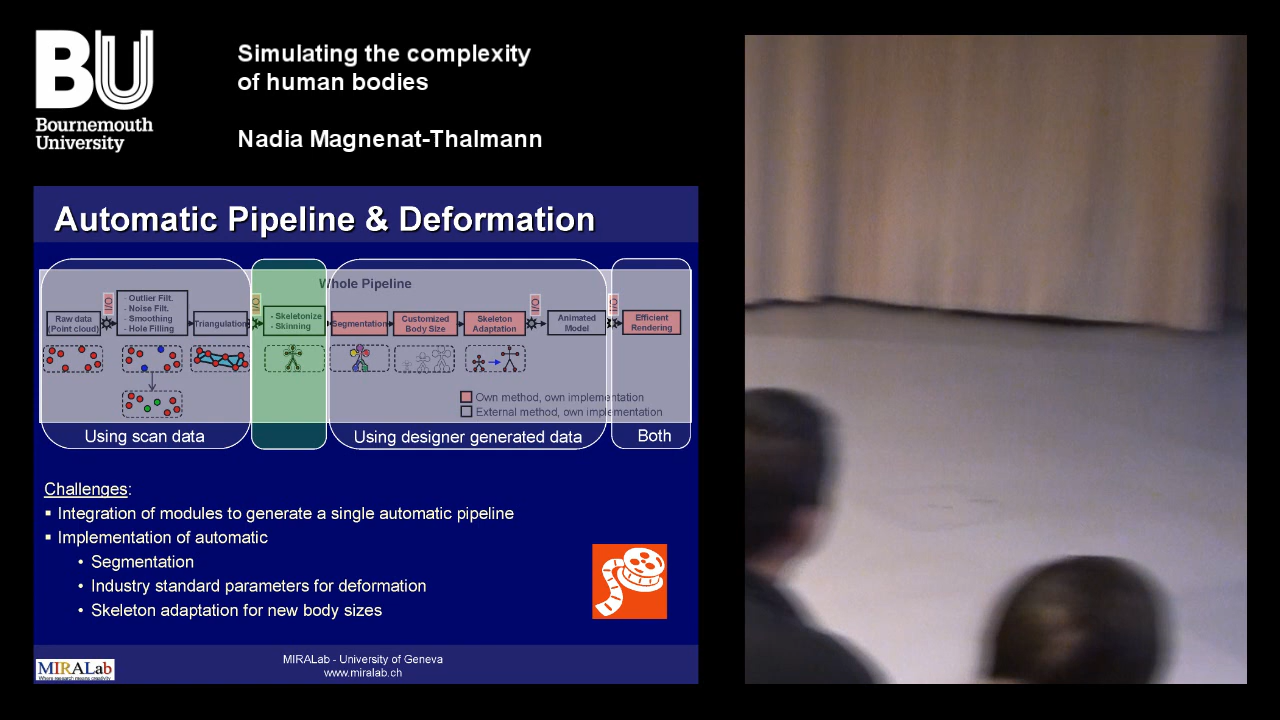 BU
Bournemouth
University
Simulating the complexity
of human bodies
Nadia Magnenat-Thalmann
Automatic Pipeline & Deformation
Whole Pipeline
Raw data
(Point cloud)
I/O
- Outlier Filt.
- Noise Filt.
- Smoothing
- Hole Filling
Triangulation
I/O
- Skeletonize
- Skinning
Segmentation
Customized
Body Size
Skeleton
Adaptation
I/O
Animated
Model
I/O
Efficient
Rendering
Own method, own implementation
External method, own implementation
Using scan data
Using designer generated data
Both
Challenges:
▪ Integration of modules to generate a single automatic pipeline
▪ Implementation of automatic
• Segmentation
• Industry standard parameters for deformation
• Skeleton adaptation for new body sizes
MIRALab
MIRALab - University of Geneva
www.miralab.ch